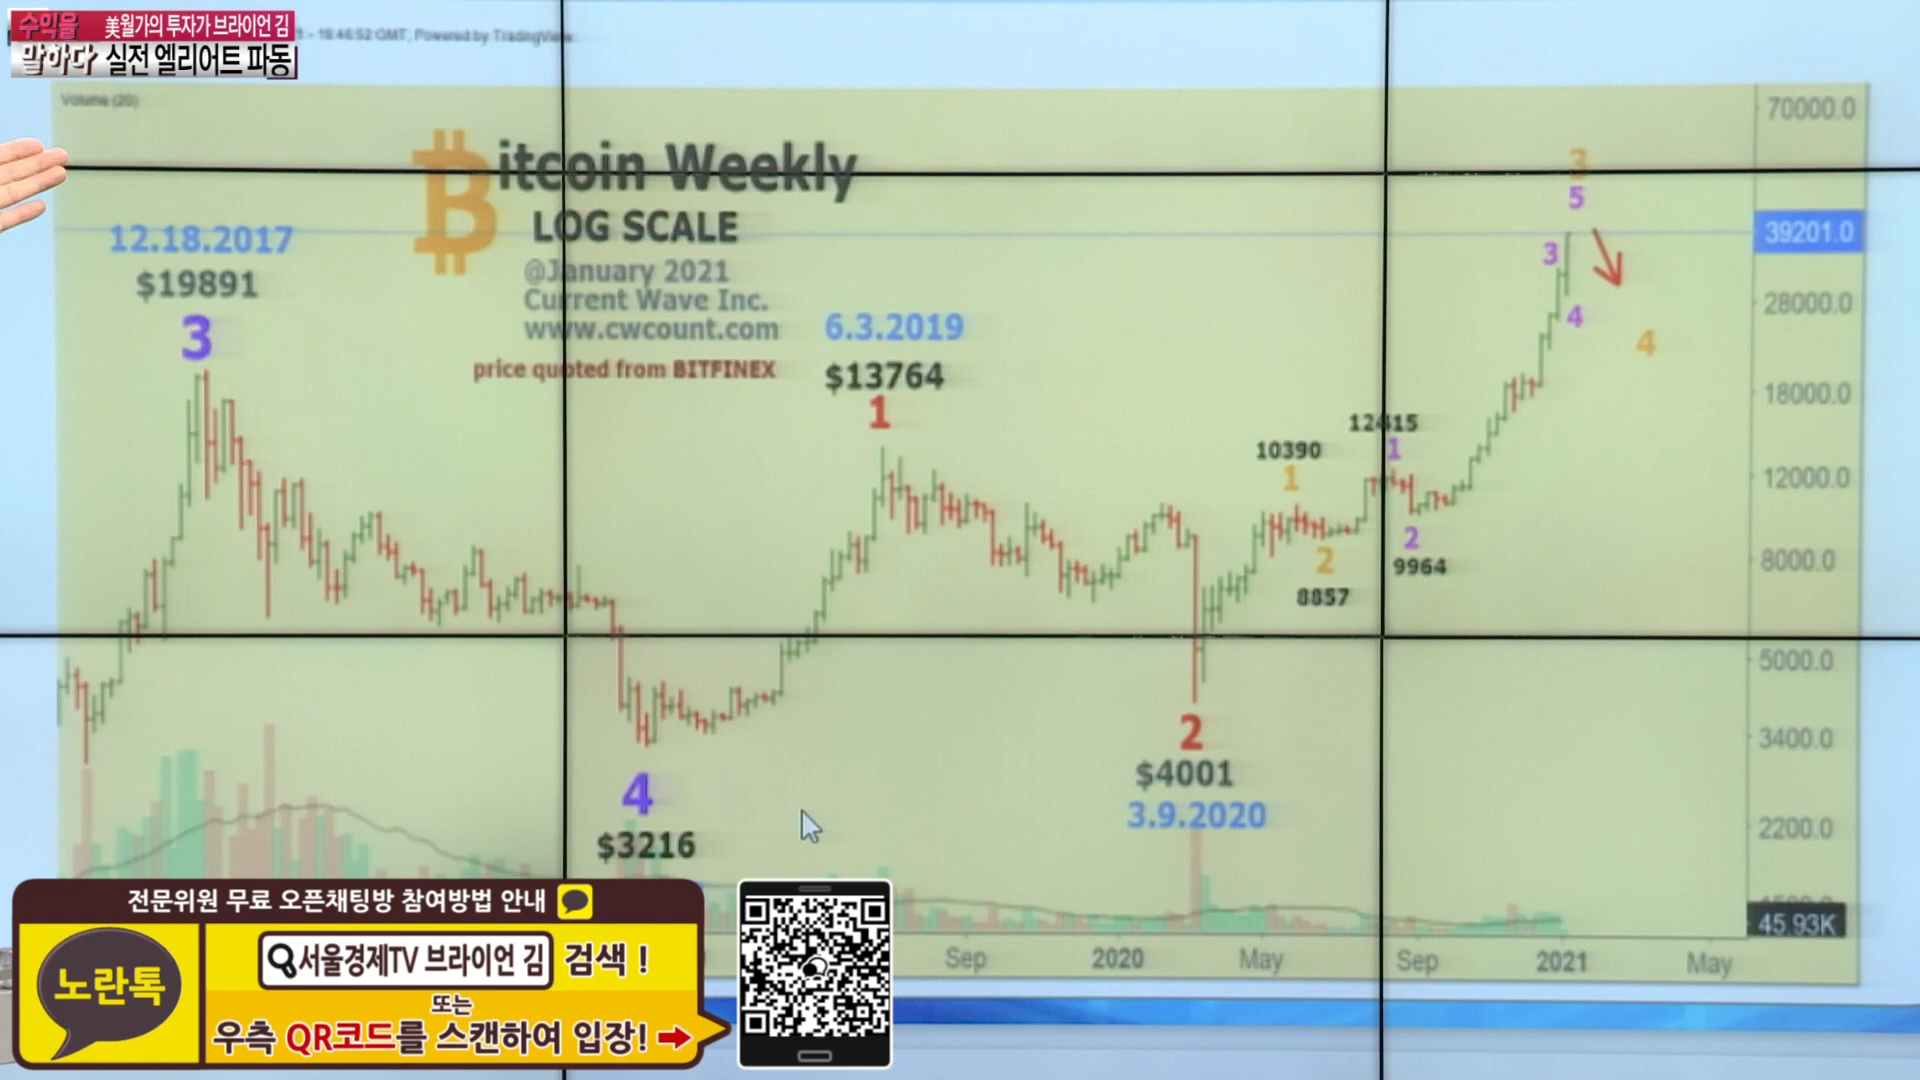 수익을 말하다
美월가의 투자가 브라이언 김
실전 엘리어트 파동
- 16:46:52 GMT, Powered by TradingView
Volume (20)
Bitcoin Weekly
LOG SCALE
@January 2021
Current Wave Inc.
www.cwcount.com
price quoted from BITFINEX
12.18.2017
$19891
3
6.3.2019
$13764
1
10390
1
12415
1
3
5
3
4
4
2
8857
2
9964
4
$3216
2
$4001
3.9.2020
70000.0
39201.0
28000.0
18000.0
12000.0
8000.0
5000.0
3400.0
2200.0
45.93K
Sep
2020
May
Sep
2021
May
전문위원 무료 오픈채팅방 참여방법 안내
노란톡
서울경제TV 브라이언 김 검색 !
또는
우측 QR코드를 스캔하여 입장!